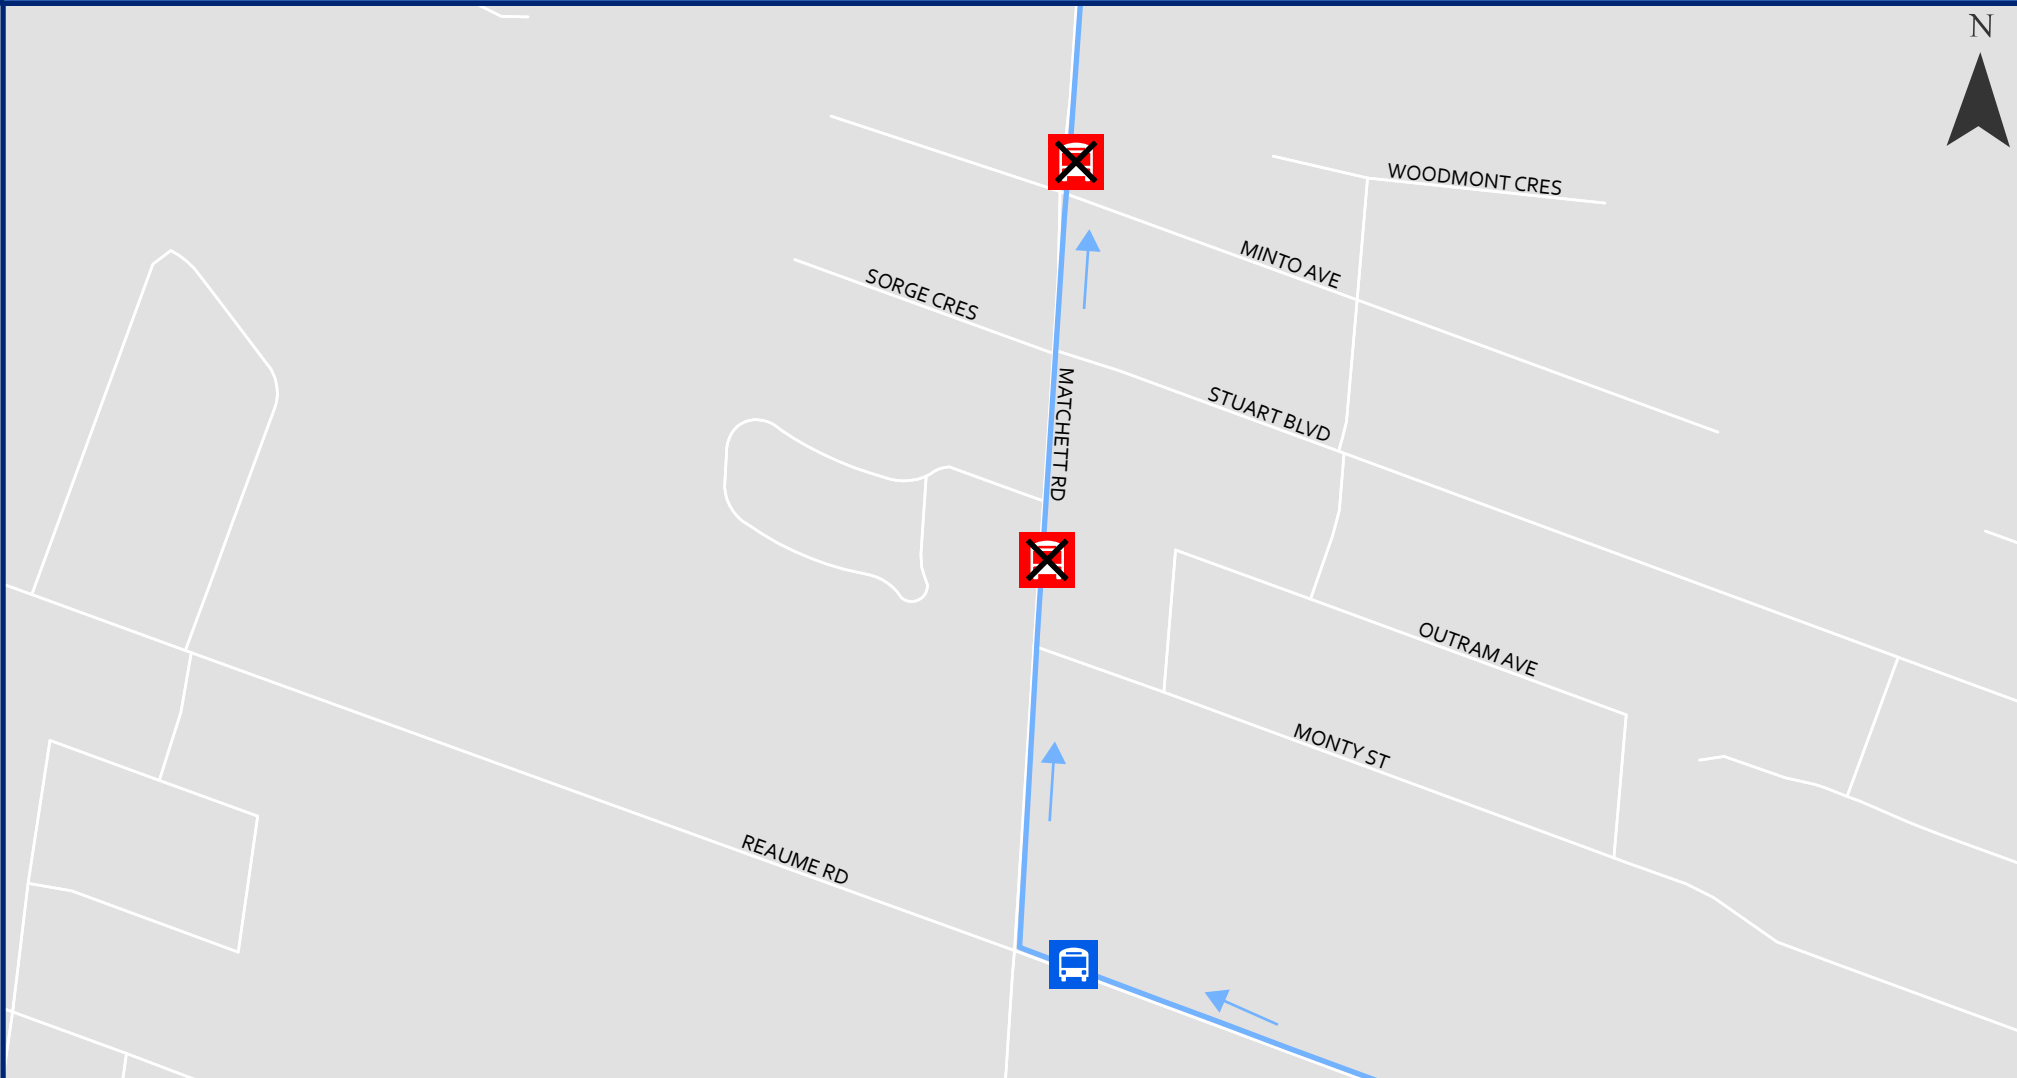 N
WOODMONT CRES
MINTO AVE
SORGE CRES
MATCHETT RD
STUART BLVD
OUTRAM AVE
MONTY ST
REAUME RD